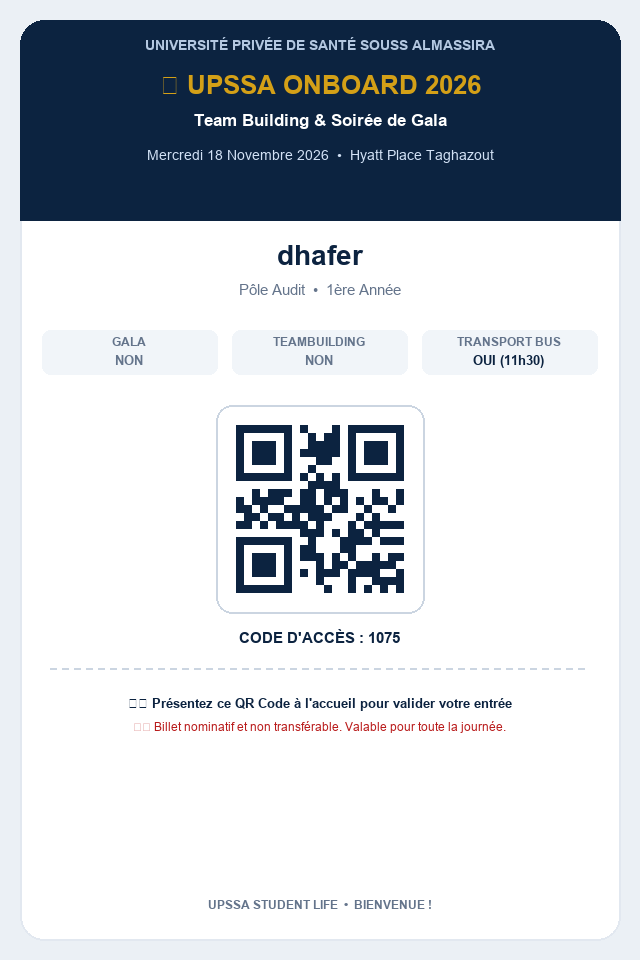 UNIVERSITÉ PRIVÉE DE SANTÉ SOUSS ALMASSIRA
UPSSA ONBOARD 2026
Team Building & Soirée de Gala
Mercredi 18 Novembre 2026 • Hyatt Place Taghazout
dhafer
Pôle Audit • 1ère Année
GALA
NON
TEAMBUILDING
NON
TRANSPORT BUS
OUI (11h30)
CODE D'ACCÈS : 1075
Présentez ce QR Code à l'accueil pour valider votre entrée
Billet nominatif et non transférable. Valable pour toute la journée.
UPSSA STUDENT LIFE • BIENVENUE !